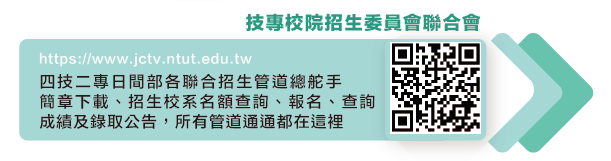 技專校院招生委員會聯合會
https://www.jctv.ntut.edu.tw
四技二專日間部各聯合招生管道總舵手
簡章下載、招生校系名額查詢、報名、查詢
成績及錄取公告，所有管道通通都在這裡